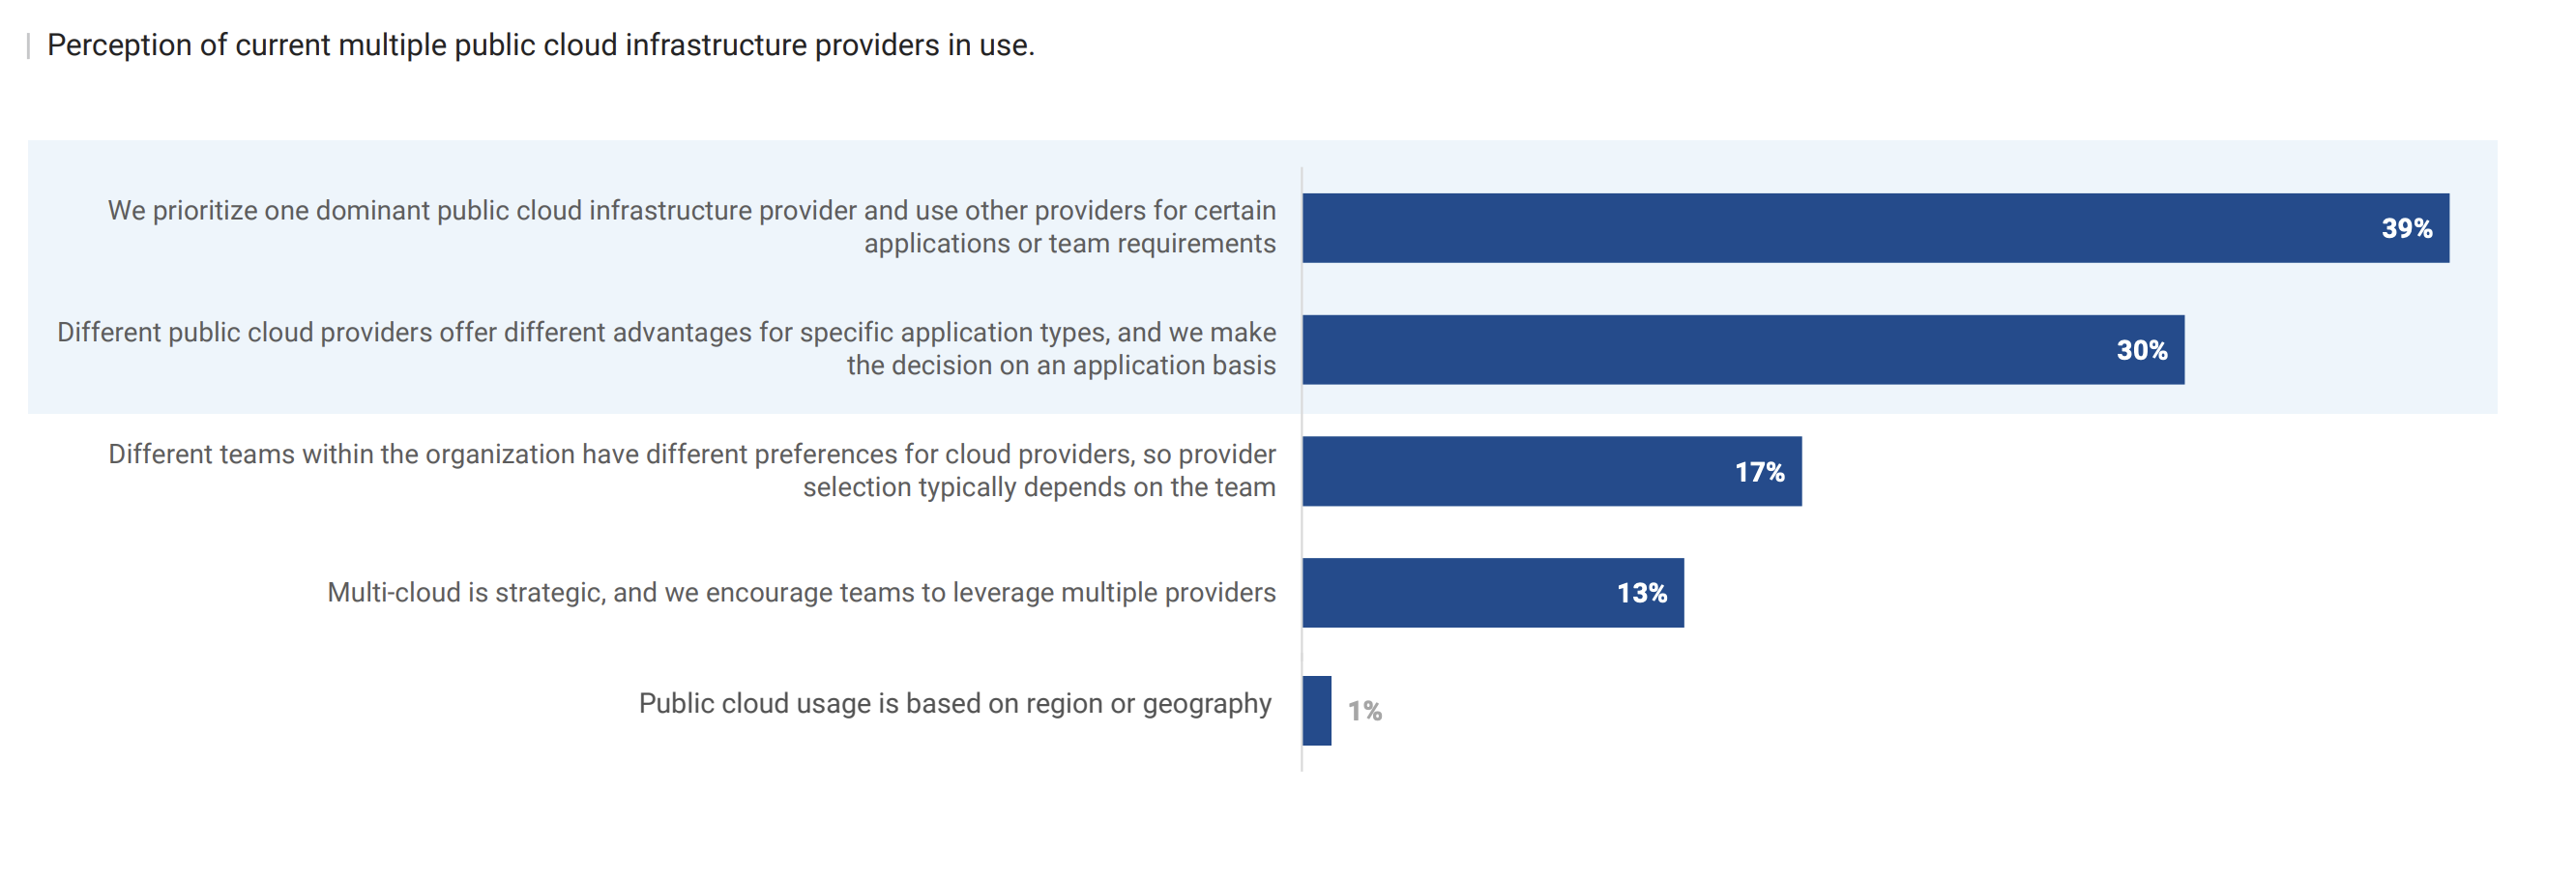 Perception of current multiple public cloud infrastructure providers in use.
We prioritize one dominant public cloud infrastructure provider and use other providers for certain
applications or team requirements
39%
Different public cloud providers offer different advantages for specific application types, and we make
the decision on an application basis
30%
Different teams within the organization have different preferences for cloud providers, so provider
selection typically depends on the team
17%
Multi-cloud is strategic, and we encourage teams to leverage multiple providers
13%
Public cloud usage is based on region or geography
1%